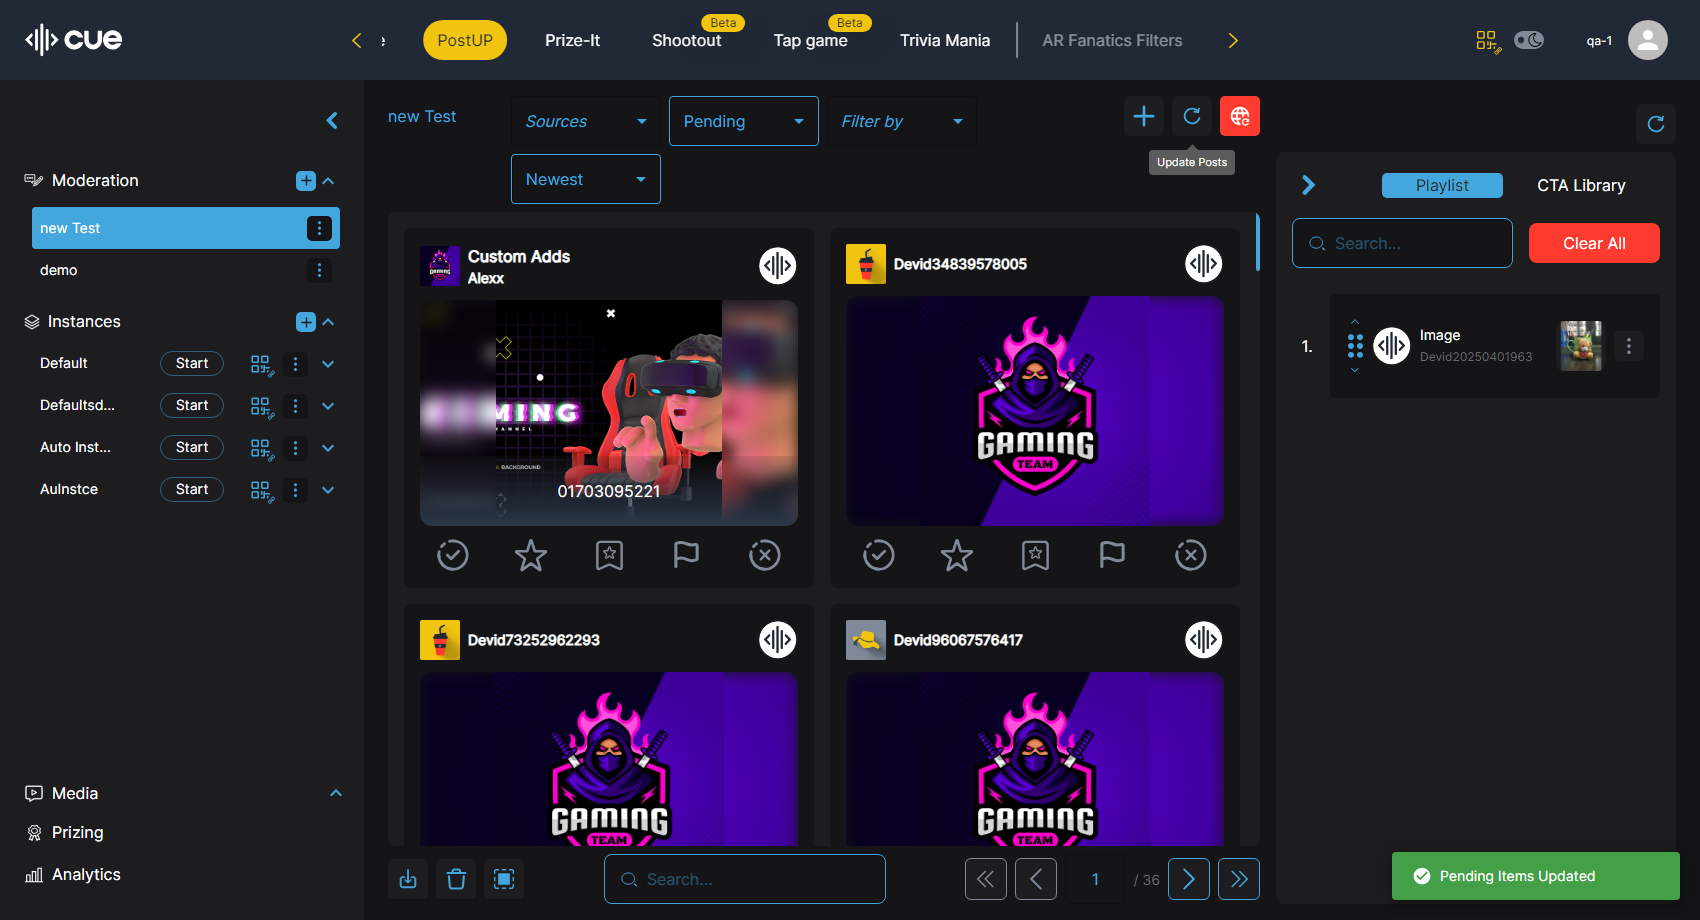 cue
e
PostUP
Prize-It
Beta
Shootout
Beta
Tap game
Trivia Mania
AR Fanatics Filters
qa-1
Moderation
new Test
demo
Instances
Default
Start
Defaultsd...
Start
Auto Inst...
Start
AuInstce
Start
Media
Prizing
Analytics
new Test
Sources
Pending
Filter by
Newest
Update Posts
Custom Adds
Alexx
BACKGROUND
01703095221
Devid34839578005
GAMING
TEAM
Devid73252962293
GAMING
TEAM
Devid96067576417
GAMING
TEAM
Search...
1
/ 36
Playlist
CTA Library
Search...
Clear All
1.
Image
Devid20250401963
Pending Items Updated